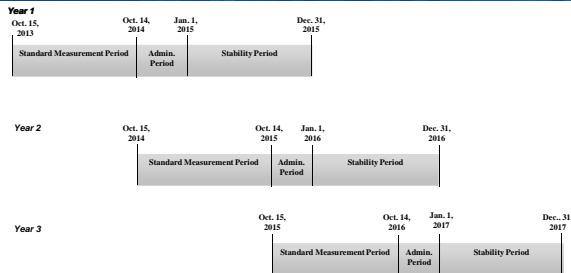 Year 1
Oct. 15, Oct. 14, Jan. 1, Dec. 31,
2013 2014 2015 2015
Standard Measurement Period Admin. Stability Period
Period
Year 2 Oct. 15, Oct. 14, Jan. 1, Dec. 31,
2014 2015 2016 2016
Standard Measurement Period Admin. Stability Period
Period
Oct. 15, Oct. 14, Jan. 1, Dec.. 31
Year 3 2015 2016 2017 2017
Standard Measurement Period Admin. Stability Period
Period